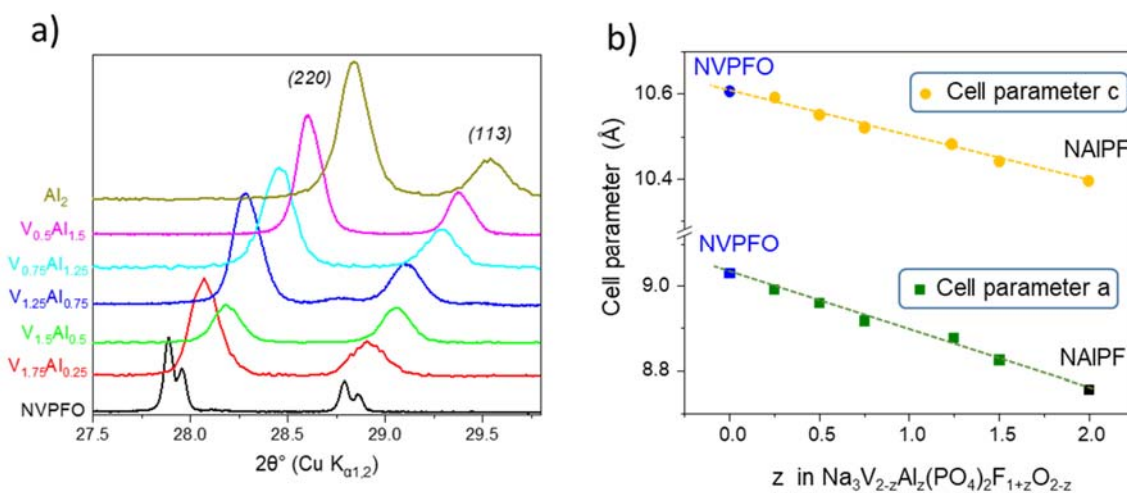 a)
(220)
(113)
Al₂
V₀.₅Al₁.₅
V₀.₇₅Al₁.₂₅
V₁.₂₅Al₀.₇₅
V₁.₅Al₀.₅
V₁.₇₅Al₀.₂₅
NVPFO
27.5 28.0 28.5 29.0 29.5
2θ° (Cu Kα1,2)
b)
NVPFO
Cell parameter c
10.6
NAlPF
10.4
Cell parameter (Å)
NVPFO
9.0
Cell parameter a
NAlPF
8.8
0.0 0.5 1.0 1.5 2.0
z in Na₃V₂₋zAlz(PO₄)₂F₁₊zO₂₋z